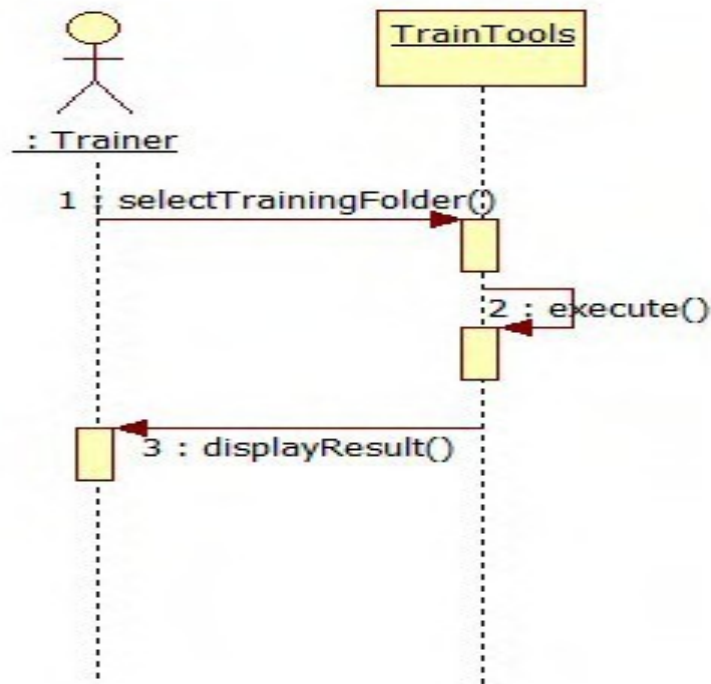 TrainTools
: Trainer
1 : selectTrainingFolder()
2 : execute()
3 : displayResult()